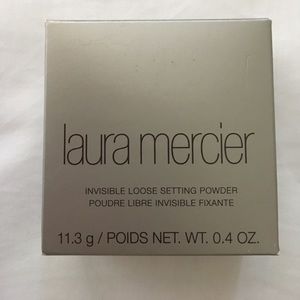 laura mercier
INVISIBLE LOOSE SETTING POWDER
POUDRE LIBRE INVISIBLE FIXANTE
11.3 g / POIDS NET. WT. 0.4 OZ.